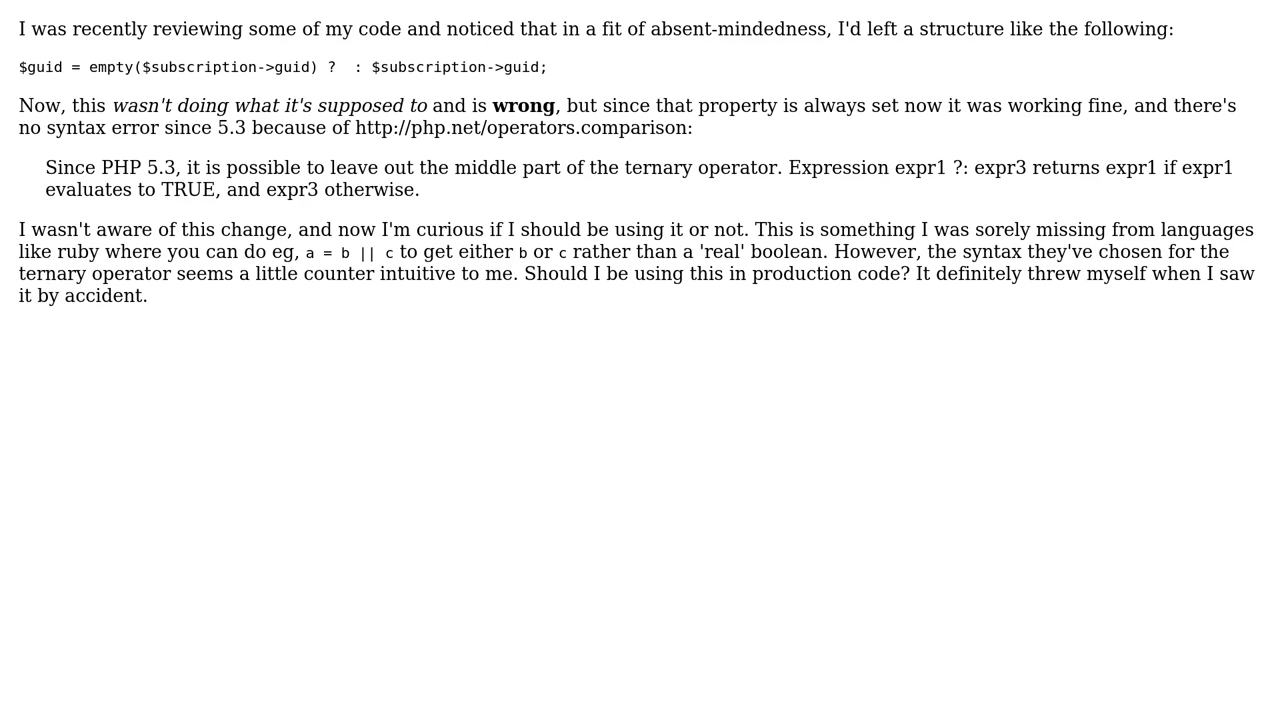 I was recently reviewing some of my code and noticed that in a fit of absent-mindedness, I'd left a structure like the following:
$guid = empty($subscription->guid) ?  : $subscription->guid;
Now, this wasn't doing what it's supposed to and is wrong, but since that property is always set now it was working fine, and there's
no syntax error since 5.3 because of http://php.net/operators.comparison:
Since PHP 5.3, it is possible to leave out the middle part of the ternary operator. Expression expr1 ?: expr3 returns expr1 if expr1
evaluates to TRUE, and expr3 otherwise.
I wasn't aware of this change, and now I'm curious if I should be using it or not. This is something I was sorely missing from languages
like ruby where you can do eg, a = b || c to get either b or c rather than a 'real' boolean. However, the syntax they've chosen for the
ternary operator seems a little counter intuitive to me. Should I be using this in production code? It definitely threw myself when I saw
it by accident.